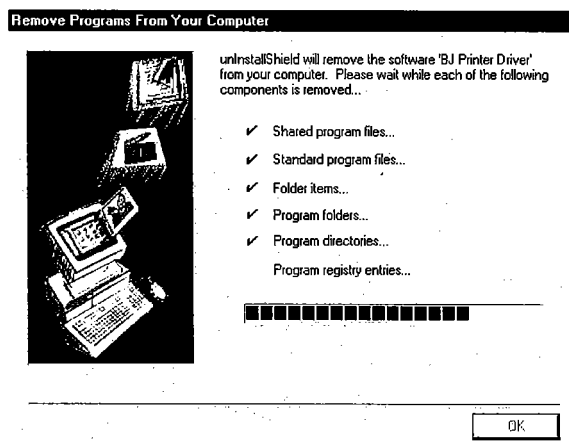 Remove Programs From Your Computer
unInstallShield will remove the software 'BJ Printer Driver'
from your computer. Please wait while each of the following
components is removed...
✔ Shared program files...
✔ Standard program files...
✔ Folder items...
✔ Program folders...
✔ Program directories...
Program registry entries...
OK